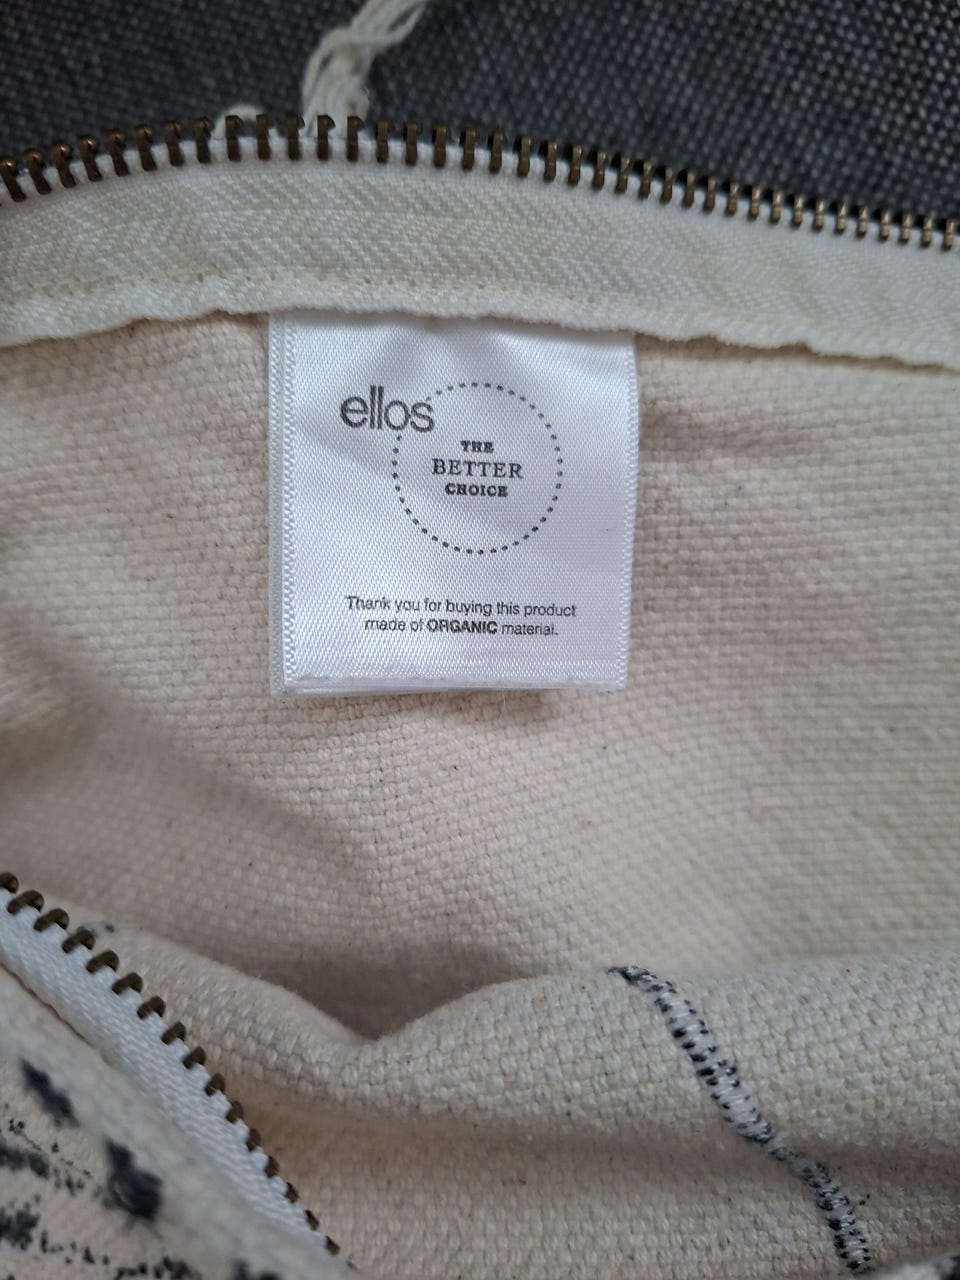 ellos
THE
BETTER
CHOICE
Thank you for buying this product
made of ORGANIC material.